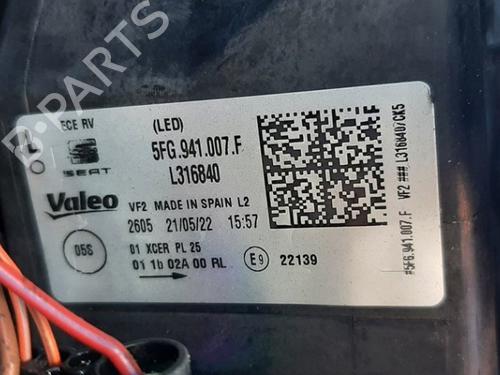 ECE RV
(LED)
SEAT
5FG.941.007.F
L316840
Valeo
VF2 MADE IN SPAIN L2
2605 21/05/22 15:57
05S
01 XCER PL 25
01 1b 02A 00 RL
E9 22139
#5FG.941.007.F VF2 ### L316840/CK5
B-PARTS